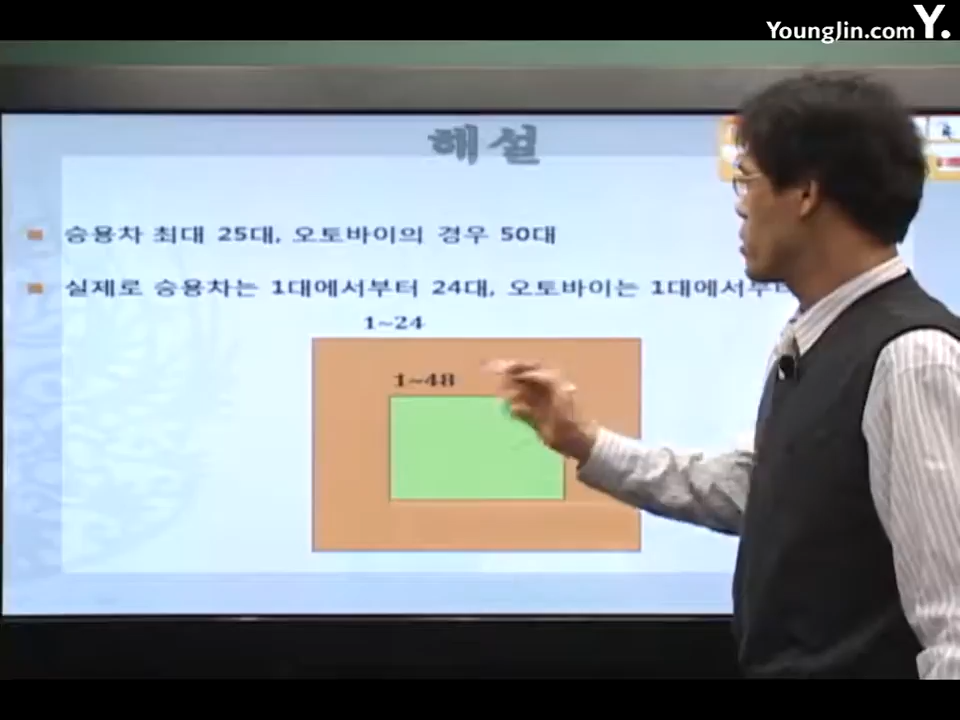 YoungJin.com Y.
해설
승용차 최대 25대, 오토바이의 경우 50대
실제로 승용차는 1대에서부터 24대, 오토바이는 1대에서부터
1~24
1~48